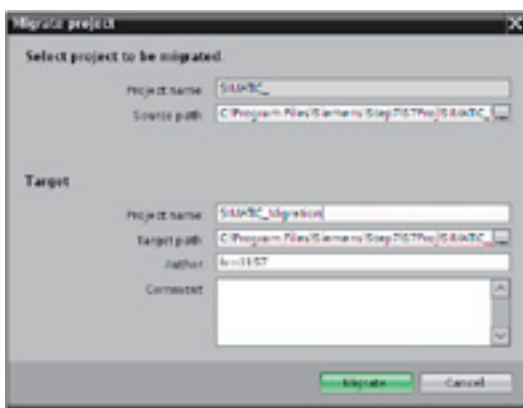 Migrate project
Select project to be migrated.
Project name: SIMATIC_
Source path: C:\Program Files\Siemens\Step7\S7Proj\SIMATIC_
Target
Project name: SIMATIC_Migration
Target path: C:\Program Files\Siemens\Step7\S7Proj\SIMATIC_
Author:
Comment:
Migrate Cancel